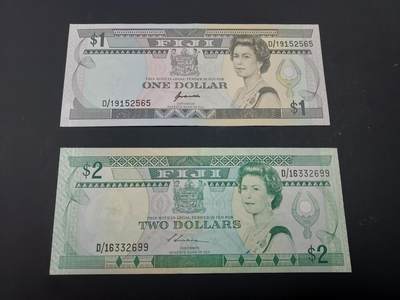 $1
FIJI
D/19152565
ONE DOLLAR
D/19152565
$1
$2
FIJI
D/16332699
TWO DOLLARS
D/16332699
$2